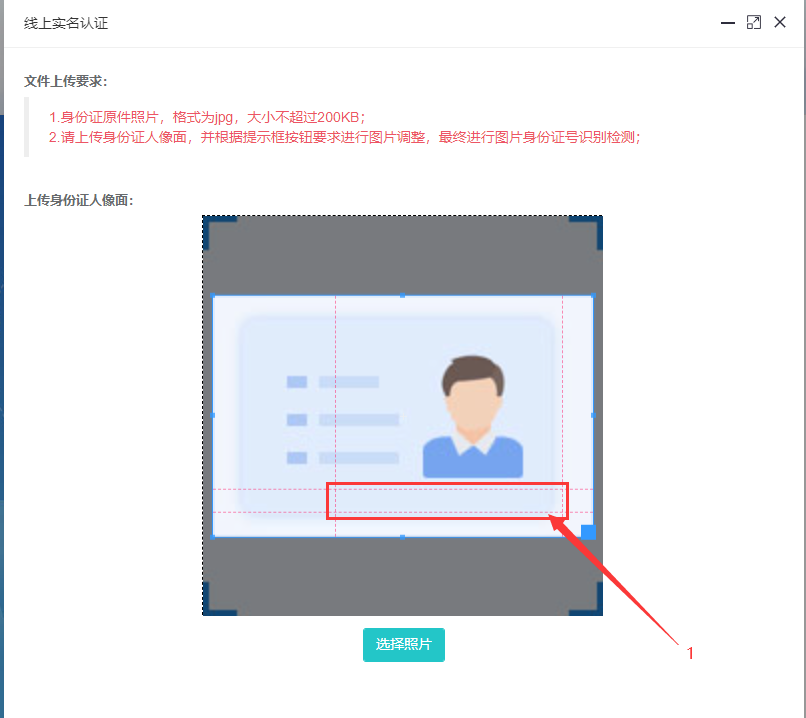 线上实名认证
文件上传要求：
1.身份证原件照片，格式为jpg，大小不超过200KB；
2.请上传身份证人像面，并根据提示框按钮要求进行图片调整，最终进行图片身份证号识别检测；
上传身份证人像面：
选择照片
1